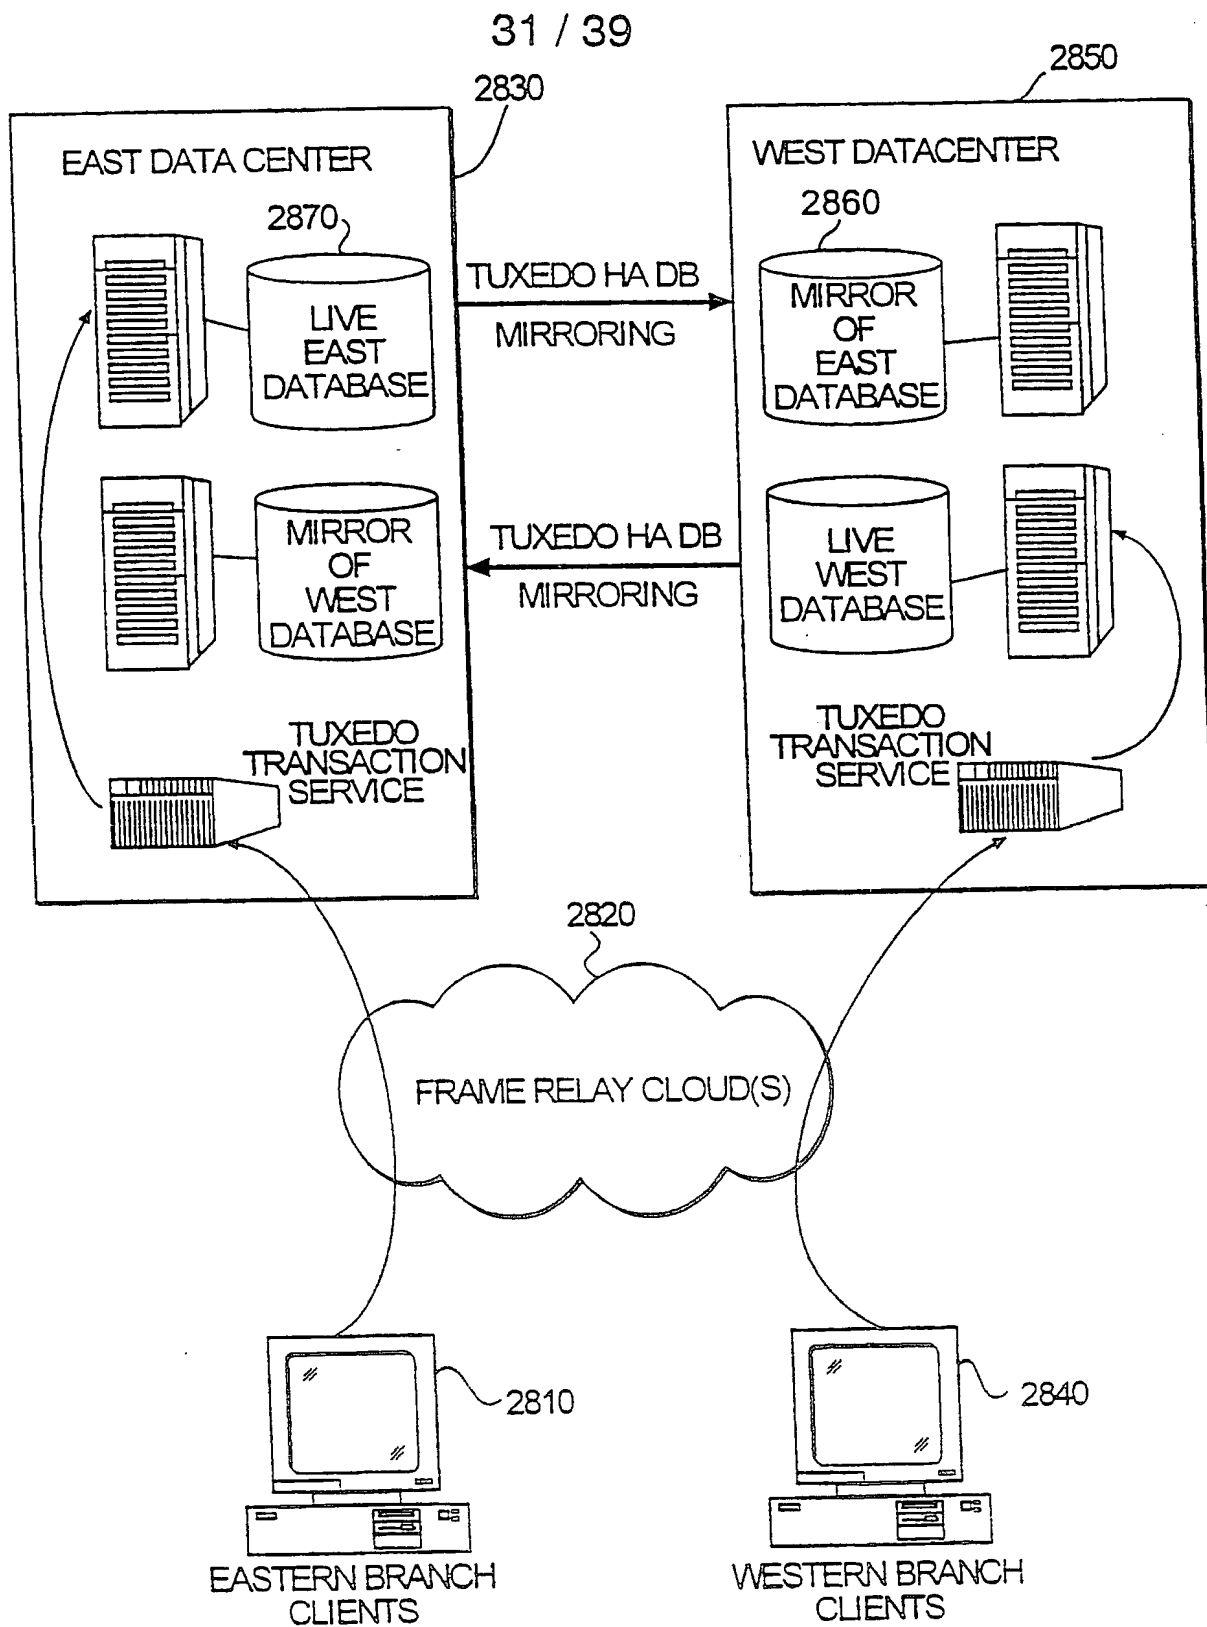 31 / 39
2830
2850
EAST DATA CENTER
WEST DATACENTER
2870
2860
LIVE
EAST
DATABASE
TUXEDO HA DB
MIRRORING
MIRROR
OF
EAST
DATABASE
MIRROR
OF
WEST
DATABASE
TUXEDO HA DB
MIRRORING
LIVE
WEST
DATABASE
TUXEDO
TRANSACTION
SERVICE
TUXEDO
TRANSACTION
SERVICE
2820
FRAME RELAY CLOUD(S)
2810
2840
EASTERN BRANCH
CLIENTS
WESTERN BRANCH
CLIENTS